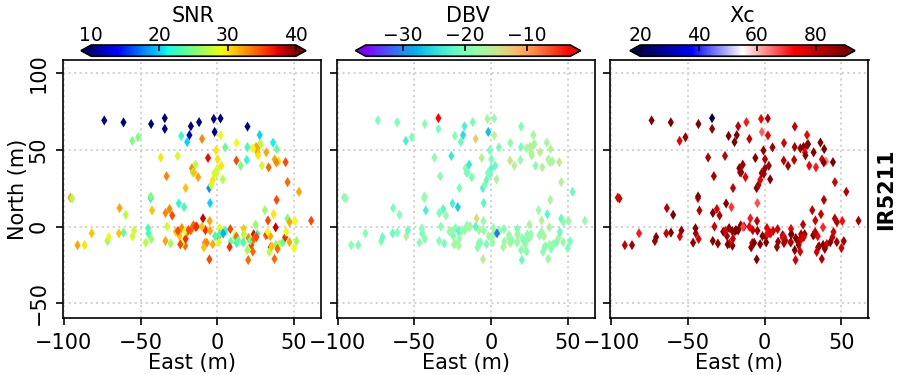 SNR DBV Xc
10 20 30 40 −30 −20 −10 20 40 60 80
100
50
0
−50
North (m)
−100 −50 0 50 −100 −50 0 50 −100 −50 0 50
East (m) East (m) East (m)
IR5211